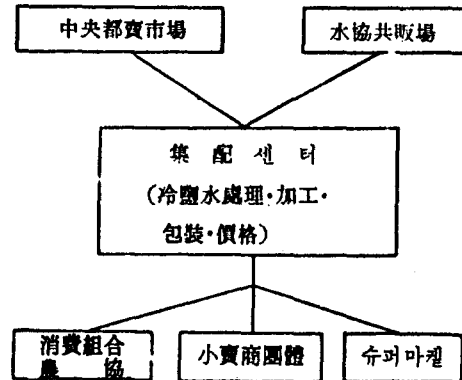 中央都賣市場
水協共販場
集配센터
(冷鹽水處理·加工·
包裝·價格)
消費組合
農協
小賣商團體
슈퍼마켙